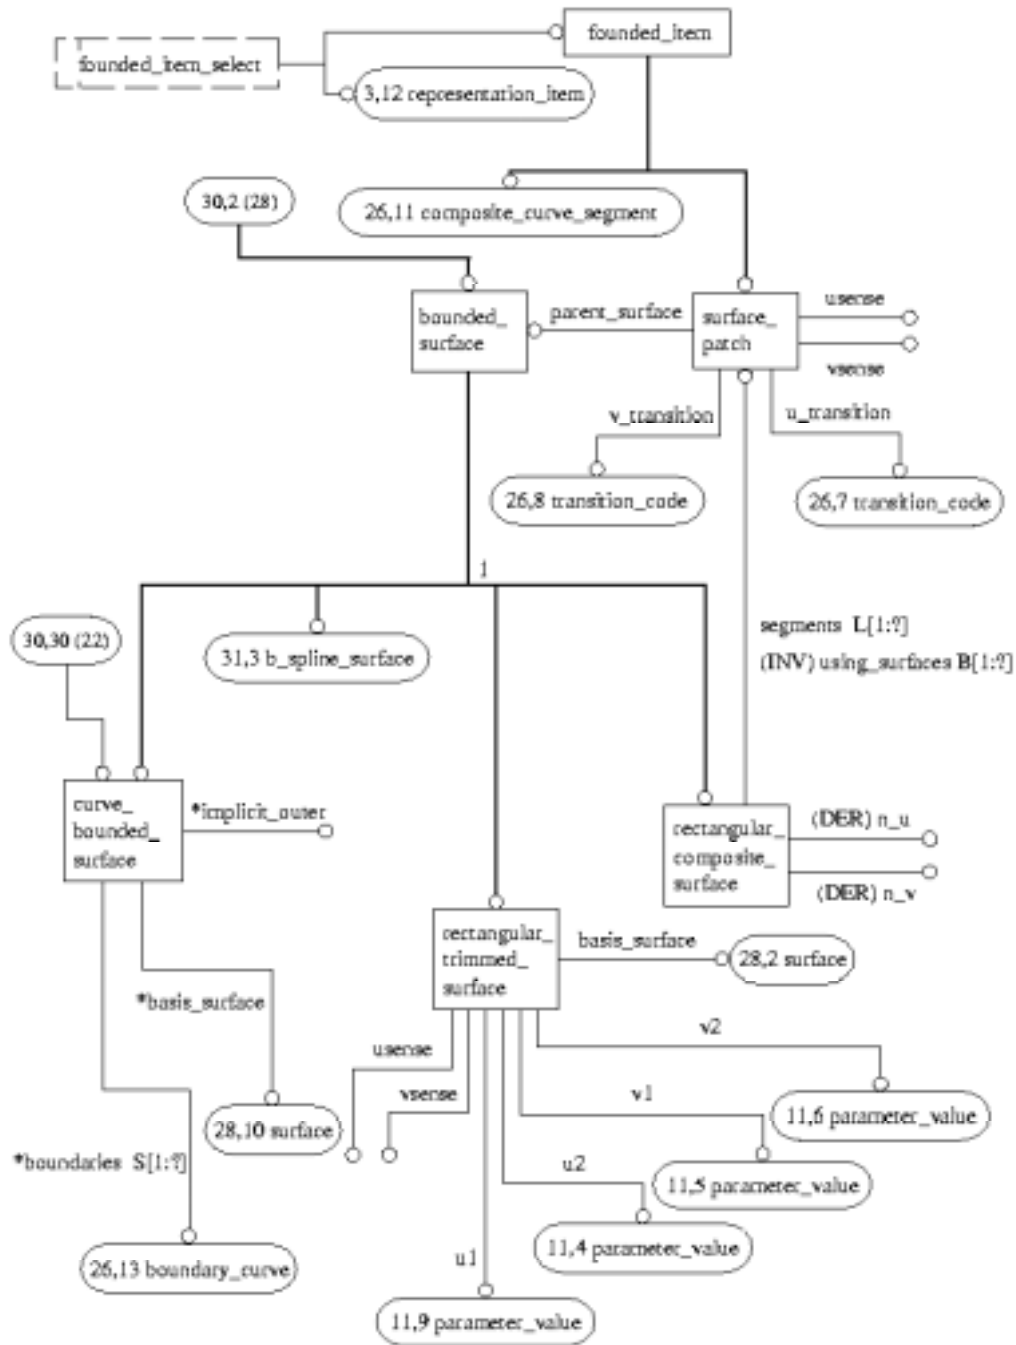 founded_item
founded_item_select
3,12 representation_item
30,2 (28)
26,11 composite_curve_segment
bounded_
surface
parent_surface
surface_
patch
usense
vsense
v_transition
u_transition
26,8 transition_code
26,7 transition_code
1
30,30 (22)
31,3 b_spline_surface
segments L[1:?]
(INV) using_surfaces B[1:?]
curve_
bounded_
surface
*implicit_outer
rectangular_
composite_
surface
(DER) n_u
(DER) n_v
rectangular_
trimmed_
surface
basis_surface
28,2 surface
*basis_surface
usense
vsense
v2
v1
11,6 parameter_value
28,10 surface
*boundaries S[1:?]
u2
11,5 parameter_value
11,4 parameter_value
u1
26,13 boundary_curve
11,9 parameter_value